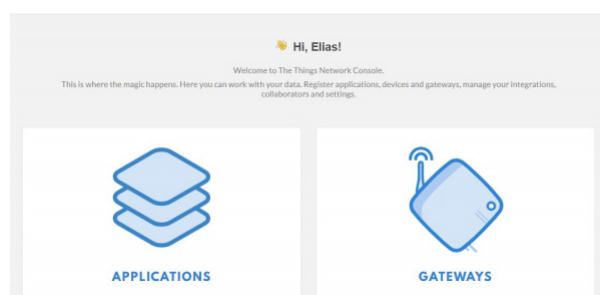 Hi, Elias!
Welcome to The Things Network Console.
This is where the magic happens. Here you can work with your data. Register applications, devices and gateways, manage your integrations,
collaborators and settings.
APPLICATIONS
GATEWAYS